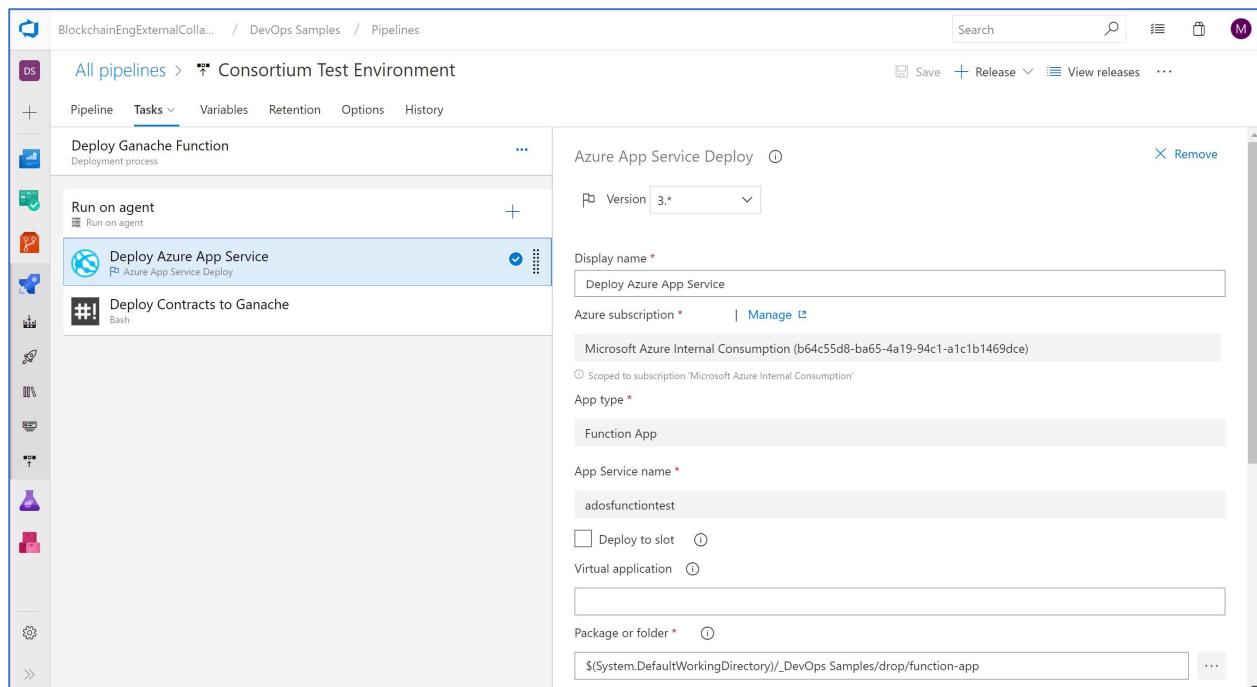 BlockchainEngExternalColla... / DevOps Samples / Pipelines
Search
M
DS
All pipelines > Consortium Test Environment
Save + Release View releases ...
Pipeline Tasks Variables Retention Options History
Deploy Ganache Function
Deployment process
...
Run on agent
Run on agent
Deploy Azure App Service
Azure App Service Deploy
#!
Deploy Contracts to Ganache
Bash
Azure App Service Deploy
Remove
Version 3.*
Display name *
Deploy Azure App Service
Azure subscription * | Manage
Microsoft Azure Internal Consumption (b64c55d8-ba65-4a19-94c1-a1c1b1469dce)
Scoped to subscription 'Microsoft Azure Internal Consumption'
App type *
Function App
App Service name *
adosfunctiontest
Deploy to slot
Virtual application
Package or folder *
$(System.DefaultWorkingDirectory)/_DevOps Samples/drop/function-app
...